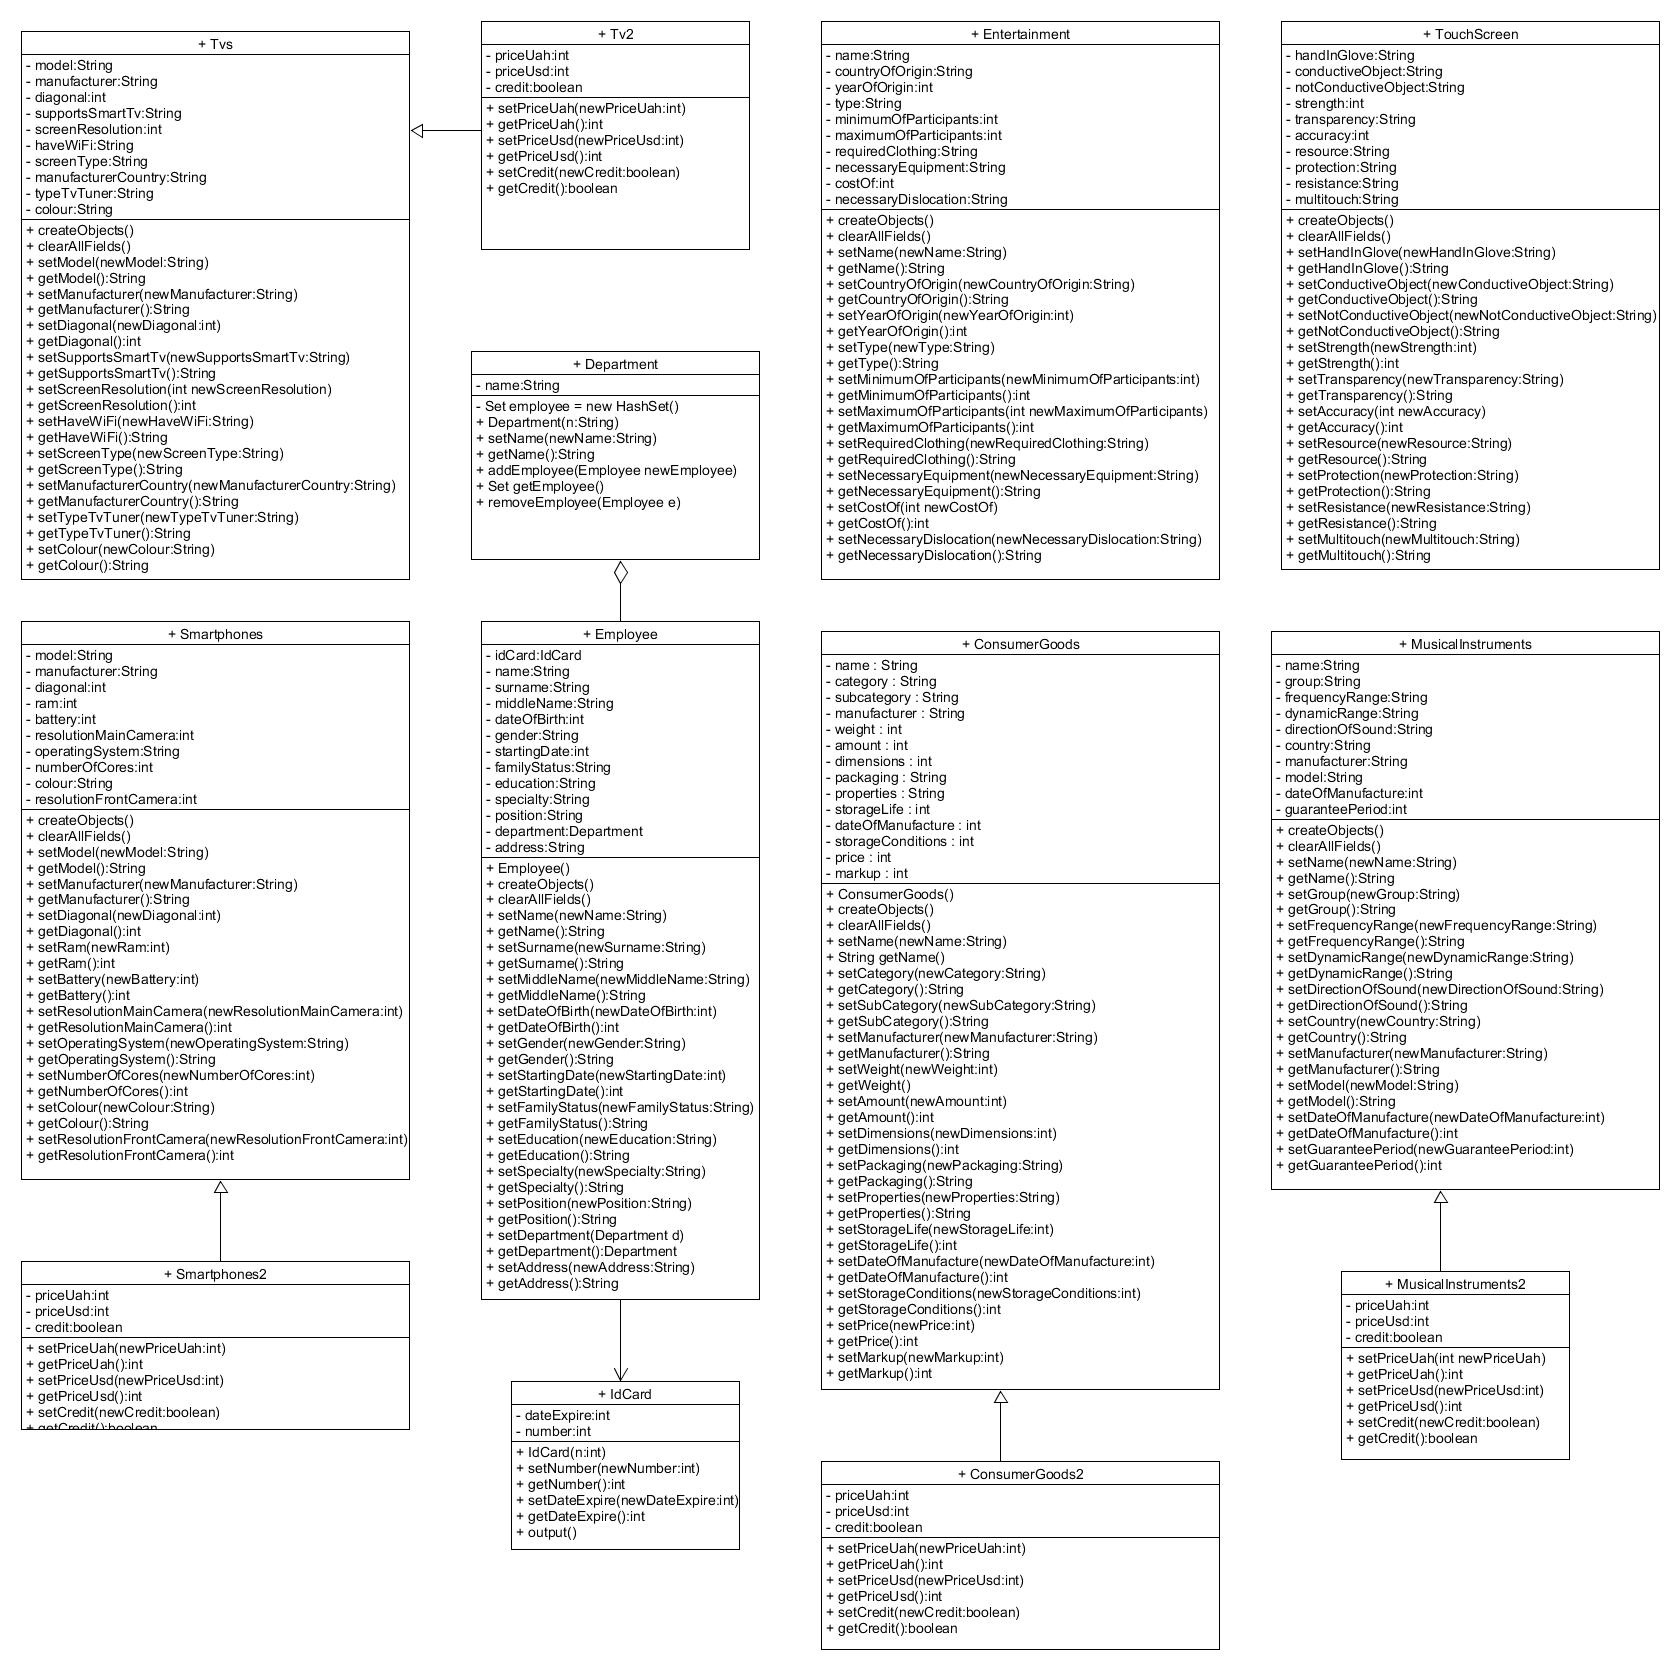 + Tvs
- model:String
- manufacturer:String
- diagonal:int
- supportsSmartTv:String
- screenResolution:int
- haveWiFi:String
- screenType:String
- manufacturerCountry:String
- typeTvTuner:String
- colour:String
+ createObjects()
+ clearAllFields()
+ setModel(newModel:String)
+ getModel():String
+ setManufacturer(newManufacturer:String)
+ getManufacturer():String
+ setDiagonal(newDiagonal:int)
+ getDiagonal():int
+ setSupportsSmartTv(newSupportsSmartTv:String)
+ getSupportsSmartTv():String
+ setScreenResolution(int newScreenResolution)
+ getScreenResolution():int
+ setHaveWiFi(newHaveWiFi:String)
+ getHaveWiFi():String
+ setScreenType(newScreenType:String)
+ getScreenType():String
+ setManufacturerCountry(newManufacturerCountry:String)
+ getManufacturerCountry():String
+ setTypeTvTuner(newTypeTvTuner:String)
+ getTypeTvTuner():String
+ setColour(newColour:String)
+ getColour():String
+ Tv2
- priceUah:int
- priceUsd:int
- credit:boolean
+ setPriceUah(newPriceUah:int)
+ getPriceUah():int
+ setPriceUsd(newPriceUsd:int)
+ getPriceUsd():int
+ setCredit(newCredit:boolean)
+ getCredit():boolean
+ Department
- name:String
- Set employee = new HashSet()
+ Department(n:String)
+ setName(newName:String)
+ getName():String
+ addEmployee(Employee newEmployee)
+ Set getEmployee()
+ removeEmployee(Employee e)
+ Entertainment
- name:String
- countryOfOrigin:String
- yearOfOrigin:int
- type:String
- minimumOfParticipants:int
- maximumOfParticipants:int
- requiredClothing:String
- necessaryEquipment:String
- costOf:int
- necessaryDislocation:String
+ createObjects()
+ clearAllFields()
+ setName(newName:String)
+ getName():String
+ setCountryOfOrigin(newCountryOfOrigin:String)
+ getCountryOfOrigin():String
+ setYearOfOrigin(newYearOfOrigin:int)
+ getYearOfOrigin():int
+ setType(newType:String)
+ getType():String
+ setMinimumOfParticipants(newMinimumOfParticipants:int)
+ getMinimumOfParticipants():int
+ setMaximumOfParticipants(int newMaximumOfParticipants)
+ getMaximumOfParticipants():int
+ setRequiredClothing(newRequiredClothing:String)
+ getRequiredClothing():String
+ setNecessaryEquipment(newNecessaryEquipment:String)
+ getNecessaryEquipment():String
+ setCostOf(int newCostOf)
+ getCostOf():int
+ setNecessaryDislocation(newNecessaryDislocation:String)
+ getNecessaryDislocation():String
+ TouchScreen
- handInGlove:String
- conductiveObject:String
- notConductiveObject:String
- strength:int
- transparency:String
- accuracy:int
- resource:String
- protection:String
- resistance:String
- multitouch:String
+ createObjects()
+ clearAllFields()
+ setHandInGlove(newHandInGlove:String)
+ getHandInGlove():String
+ setConductiveObject(newConductiveObject:String)
+ getConductiveObject():String
+ setNotConductiveObject(newNotConductiveObject:String)
+ getNotConductiveObject():String
+ setStrength(newStrength:int)
+ getStrength():int
+ setTransparency(newTransparency:String)
+ getTransparency():String
+ setAccuracy(int newAccuracy)
+ getAccuracy():int
+ setResource(newResource:String)
+ getResource():String
+ setProtection(newProtection:String)
+ getProtection():String
+ setResistance(newResistance:String)
+ getResistance():String
+ setMultitouch(newMultitouch:String)
+ getMultitouch():String
+ Smartphones
- model:String
- manufacturer:String
- diagonal:int
- ram:int
- battery:int
- resolutionMainCamera:int
- operatingSystem:String
- numberOfCores:int
- colour:String
- resolutionFrontCamera:int
+ createObjects()
+ clearAllFields()
+ setModel(newModel:String)
+ getModel():String
+ setManufacturer(newManufacturer:String)
+ getManufacturer():String
+ setDiagonal(newDiagonal:int)
+ getDiagonal():int
+ setRam(newRam:int)
+ getRam():int
+ setBattery(newBattery:int)
+ getBattery():int
+ setResolutionMainCamera(newResolutionMainCamera:int)
+ getResolutionMainCamera():int
+ setOperatingSystem(newOperatingSystem:String)
+ getOperatingSystem():String
+ setNumberOfCores(newNumberOfCores:int)
+ getNumberOfCores():int
+ setColour(newColour:String)
+ getColour():String
+ setResolutionFrontCamera(newResolutionFrontCamera:int)
+ getResolutionFrontCamera():int
+ Smartphones2
- priceUah:int
- priceUsd:int
- credit:boolean
+ setPriceUah(newPriceUah:int)
+ getPriceUah():int
+ setPriceUsd(newPriceUsd:int)
+ getPriceUsd():int
+ setCredit(newCredit:boolean)
+ getCredit():boolean
+ Employee
- idCard:IdCard
- name:String
- surname:String
- middleName:String
- dateOfBirth:int
- gender:String
- startingDate:int
- familyStatus:String
- education:String
- specialty:String
- position:String
- department:Department
- address:String
+ Employee()
+ createObjects()
+ clearAllFields()
+ setName(newName:String)
+ getName():String
+ setSurname(newSurname:String)
+ getSurname():String
+ setMiddleName(newMiddleName:String)
+ getMiddleName():String
+ setDateOfBirth(newDateOfBirth:int)
+ getDateOfBirth():int
+ setGender(newGender:String)
+ getGender():String
+ setStartingDate(newStartingDate:int)
+ getStartingDate():int
+ setFamilyStatus(newFamilyStatus:String)
+ getFamilyStatus():String
+ setEducation(newEducation:String)
+ getEducation():String
+ setSpecialty(newSpecialty:String)
+ getSpecialty():String
+ setPosition(newPosition:String)
+ getPosition():String
+ setDepartment(Department d)
+ getDepartment():Department
+ setAddress(newAddress:String)
+ getAddress():String
+ IdCard
- dateExpire:int
- number:int
+ IdCard(n:int)
+ setNumber(newNumber:int)
+ getNumber():int
+ setDateExpire(newDateExpire:int)
+ getDateExpire():int
+ output()
+ ConsumerGoods
- name : String
- category : String
- subcategory : String
- manufacturer : String
- weight : int
- amount : int
- dimensions : int
- packaging : String
- properties : String
- storageLife : int
- dateOfManufacture : int
- storageConditions : int
- price : int
- markup : int
+ ConsumerGoods()
+ createObjects()
+ clearAllFields()
+ setName(newName:String)
+ String getName()
+ setCategory(newCategory:String)
+ getCategory():String
+ setSubCategory(newSubCategory:String)
+ getSubCategory():String
+ setManufacturer(newManufacturer:String)
+ getManufacturer():String
+ setWeight(newWeight:int)
+ getWeight()
+ setAmount(newAmount:int)
+ getAmount():int
+ setDimensions(newDimensions:int)
+ getDimensions():int
+ setPackaging(newPackaging:String)
+ getPackaging():String
+ setProperties(newProperties:String)
+ getProperties():String
+ setStorageLife(newStorageLife:int)
+ getStorageLife():int
+ setDateOfManufacture(newDateOfManufacture:int)
+ getDateOfManufacture():int
+ setStorageConditions(newStorageConditions:int)
+ getStorageConditions():int
+ setPrice(newPrice:int)
+ getPrice():int
+ setMarkup(newMarkup:int)
+ getMarkup():int
+ ConsumerGoods2
- priceUah:int
- priceUsd:int
- credit:boolean
+ setPriceUah(newPriceUah:int)
+ getPriceUah():int
+ setPriceUsd(newPriceUsd:int)
+ getPriceUsd():int
+ setCredit(newCredit:boolean)
+ getCredit():boolean
+ MusicalInstruments
- name:String
- group:String
- frequencyRange:String
- dynamicRange:String
- directionOfSound:String
- country:String
- manufacturer:String
- model:String
- dateOfManufacture:int
- guaranteePeriod:int
+ createObjects()
+ clearAllFields()
+ setName(newName:String)
+ getName():String
+ setGroup(newGroup:String)
+ getGroup():String
+ setFrequencyRange(newFrequencyRange:String)
+ getFrequencyRange():String
+ setDynamicRange(newDynamicRange:String)
+ getDynamicRange():String
+ setDirectionOfSound(newDirectionOfSound:String)
+ getDirectionOfSound():String
+ setCountry(newCountry:String)
+ getCountry():String
+ setManufacturer(newManufacturer:String)
+ getManufacturer():String
+ setModel(newModel:String)
+ getModel():String
+ setDateOfManufacture(newDateOfManufacture:int)
+ getDateOfManufacture():int
+ setGuaranteePeriod(newGuaranteePeriod:int)
+ getGuaranteePeriod():int
+ MusicalInstruments2
- priceUah:int
- priceUsd:int
- credit:boolean
+ setPriceUah(int newPriceUah)
+ getPriceUah():int
+ setPriceUsd(newPriceUsd:int)
+ getPriceUsd():int
+ setCredit(newCredit:boolean)
+ getCredit():boolean